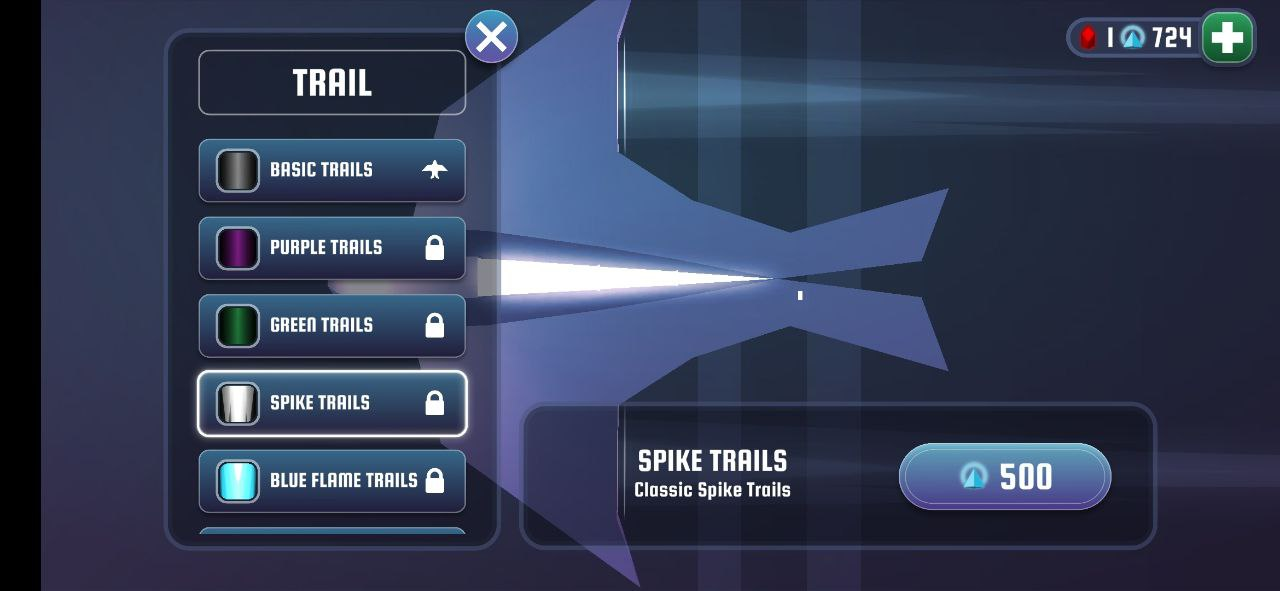 TRAIL
1 724
BASIC TRAILS
PURPLE TRAILS
GREEN TRAILS
SPIKE TRAILS
BLUE FLAME TRAILS
SPIKE TRAILS
Classic Spike Trails
500